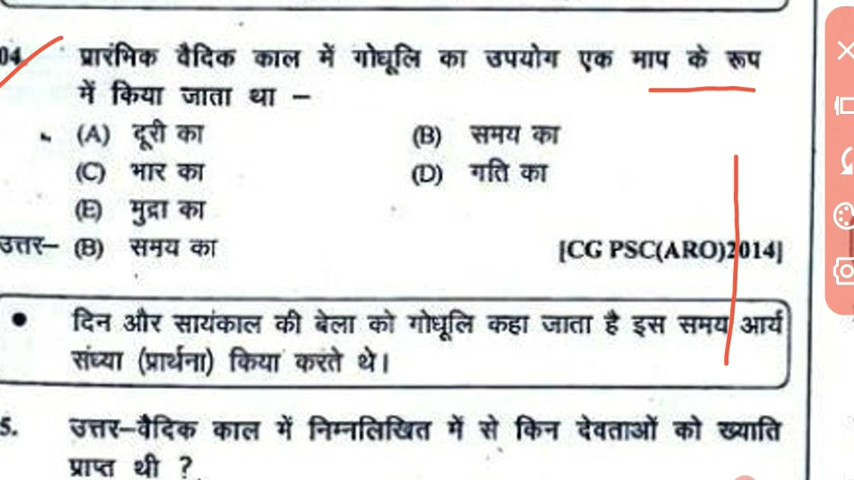 04. प्रारंभिक वैदिक काल में गोधूलि का उपयोग एक माप के रूप
में किया जाता था –
(A) दूरी का (B) समय का
(C) भार का (D) गति का
(E) मुद्रा का
उत्तर– (B) समय का [CG PSC(ARO)2014]
• दिन और सायंकाल की बेला को गोधूलि कहा जाता है इस समय आर्य
संध्या (प्रार्थना) किया करते थे।
5. उत्तर–वैदिक काल में निम्नलिखित में से किन देवताओं को ख्याति
प्राप्त थी ?